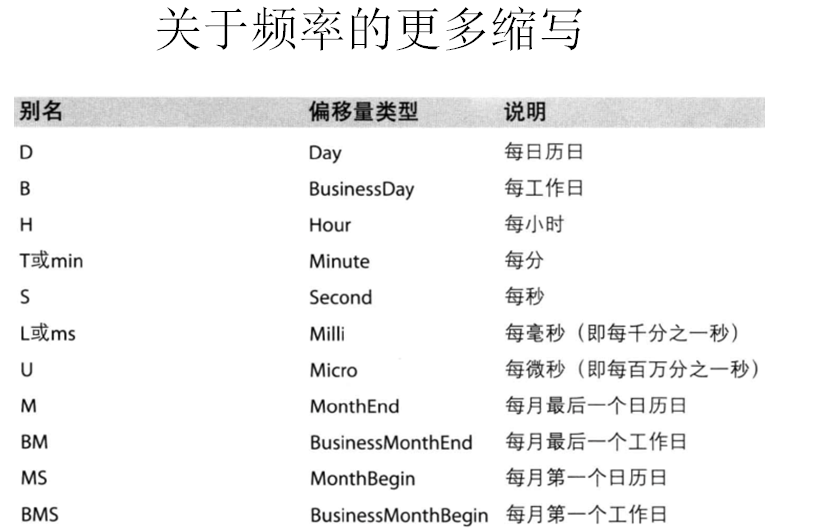 关于频率的更多缩写
别名 偏移量类型 说明
D Day 每日历日
B BusinessDay 每工作日
H Hour 每小时
T或min Minute 每分
S Second 每秒
L或ms Milli 每毫秒（即每千分之一秒）
U Micro 每微秒（即每百万分之一秒）
M MonthEnd 每月最后一个日历日
BM BusinessMonthEnd 每月最后一个工作日
MS MonthBegin 每月第一个日历日
BMS BusinessMonthBegin 每月第一个工作日